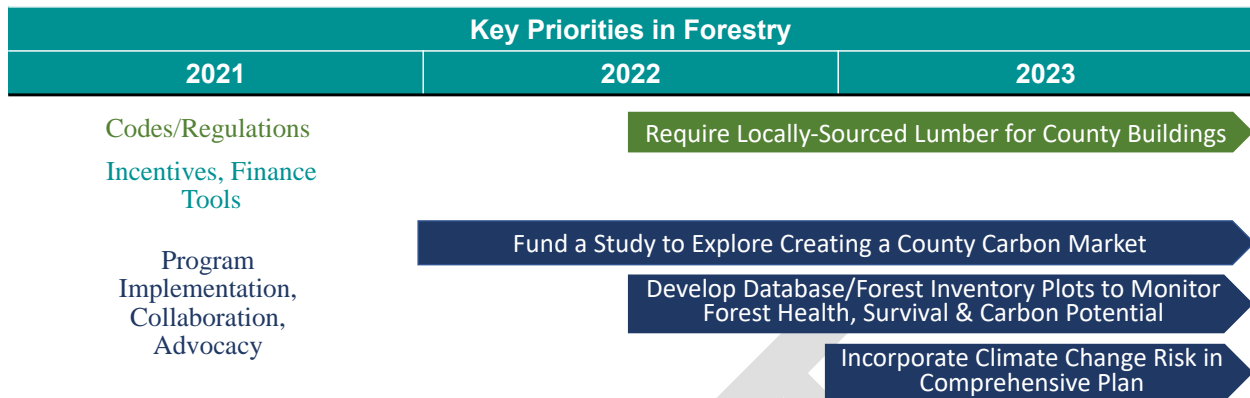 Key Priorities in Forestry
2021 2022 2023
Codes/Regulations
Require Locally-Sourced Lumber for County Buildings
Incentives, Finance
Tools
Fund a Study to Explore Creating a County Carbon Market
Program
Implementation,
Collaboration,
Advocacy
Develop Database/Forest Inventory Plots to Monitor
Forest Health, Survival & Carbon Potential
Incorporate Climate Change Risk in
Comprehensive Plan